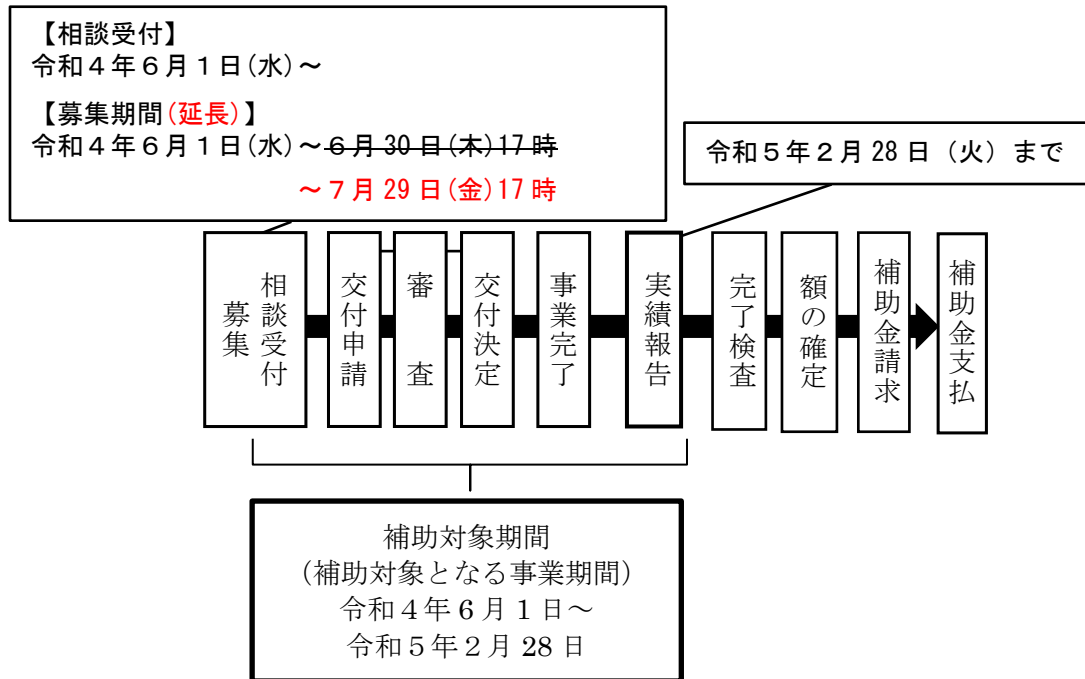 【相談受付】
令和４年６月１日(水)～
【募集期間(延長)】
令和４年６月１日(水)～６月30日(木)17時
～７月29日(金)17時
令和５年２月28日（火）まで
相談受付
募集
交付申請
審査
交付決定
事業完了
実績報告
完了検査
額の確定
補助金請求
補助金支払
補助対象期間
（補助対象となる事業期間）
令和４年６月１日～
令和５年２月28日